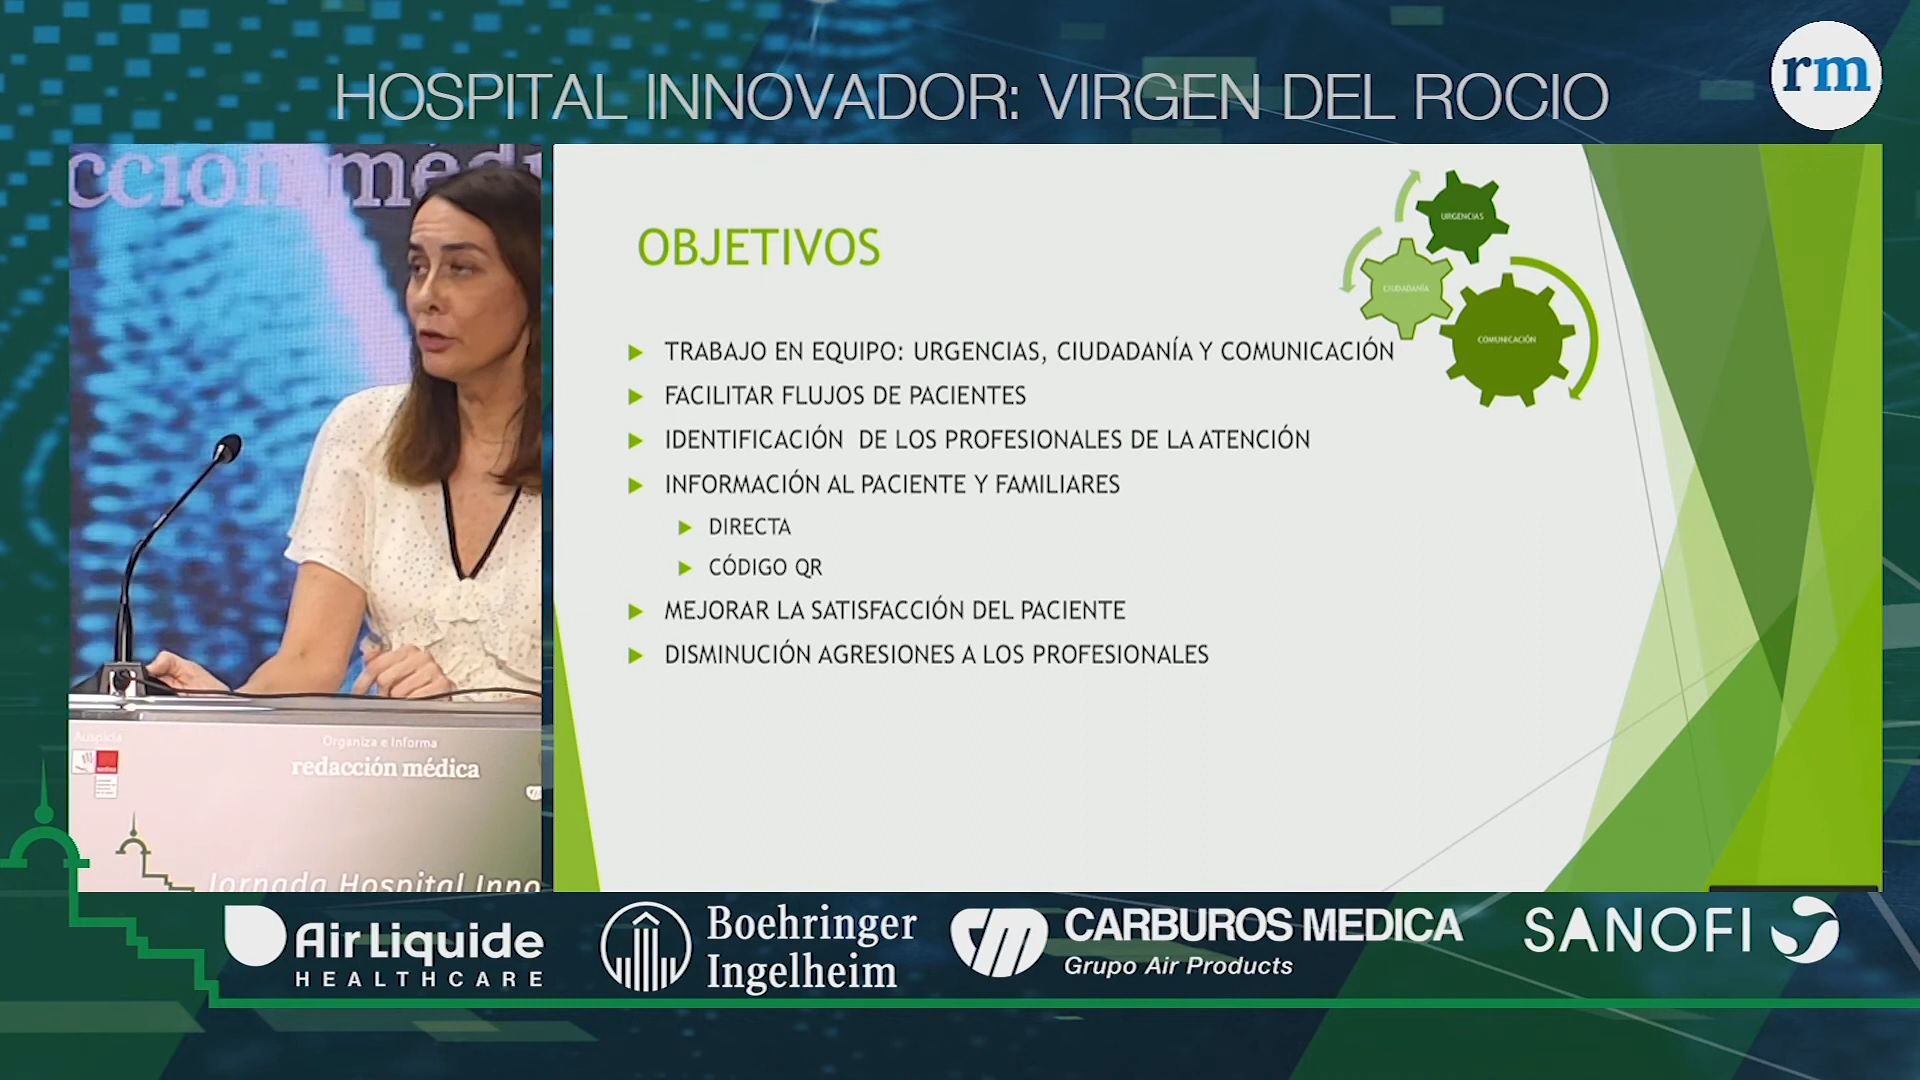 HOSPITAL INNOVADOR: VIRGEN DEL ROCIO
rm
cción médi
OBJETIVOS
URGENCIAS
CIUDADANÍA
COMUNICACIÓN
TRABAJO EN EQUIPO: URGENCIAS, CIUDADANÍA Y COMUNICACIÓN
FACILITAR FLUJOS DE PACIENTES
IDENTIFICACIÓN DE LOS PROFESIONALES DE LA ATENCIÓN
INFORMACIÓN AL PACIENTE Y FAMILIARES
DIRECTA
CÓDIGO QR
MEJORAR LA SATISFACCIÓN DEL PACIENTE
DISMINUCIÓN AGRESIONES A LOS PROFESIONALES
Auspicia
Organiza e Informa
redacción médica
Jornada Hospital Inno
Air Liquide
HEALTHCARE
Boehringer
Ingelheim
CARBUROS MEDICA
Grupo Air Products
SANOFI